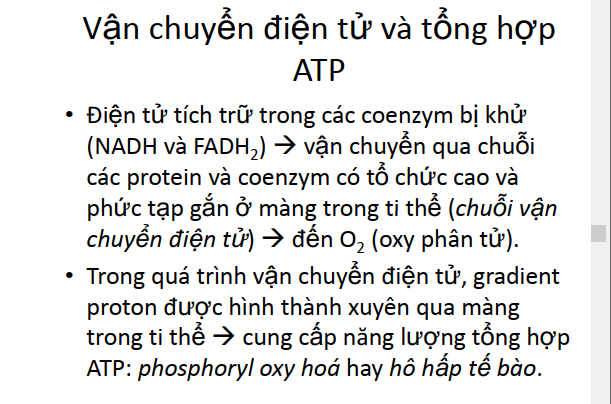 Vận chuyển điện tử và tổng hợp
ATP
• Điện tử tích trữ trong các coenzym bị khử
(NADH và FADH₂) → vận chuyển qua chuỗi
các protein và coenzym có tổ chức cao và
phức tạp gắn ở màng trong ti thể (chuỗi vận
chuyển điện tử) → đến O₂ (oxy phân tử).
• Trong quá trình vận chuyển điện tử, gradient
proton được hình thành xuyên qua màng
trong ti thể → cung cấp năng lượng tổng hợp
ATP: phosphoryl oxy hoá hay hô hấp tế bào.